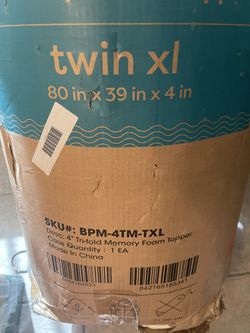 twin xl
80 in x 39 in x 4 in
SKU#: BPM-4TM-TXL
Desc: 4" Tri-fold Memory Foam Topper
Case Quantity : 1 EA
Made In China